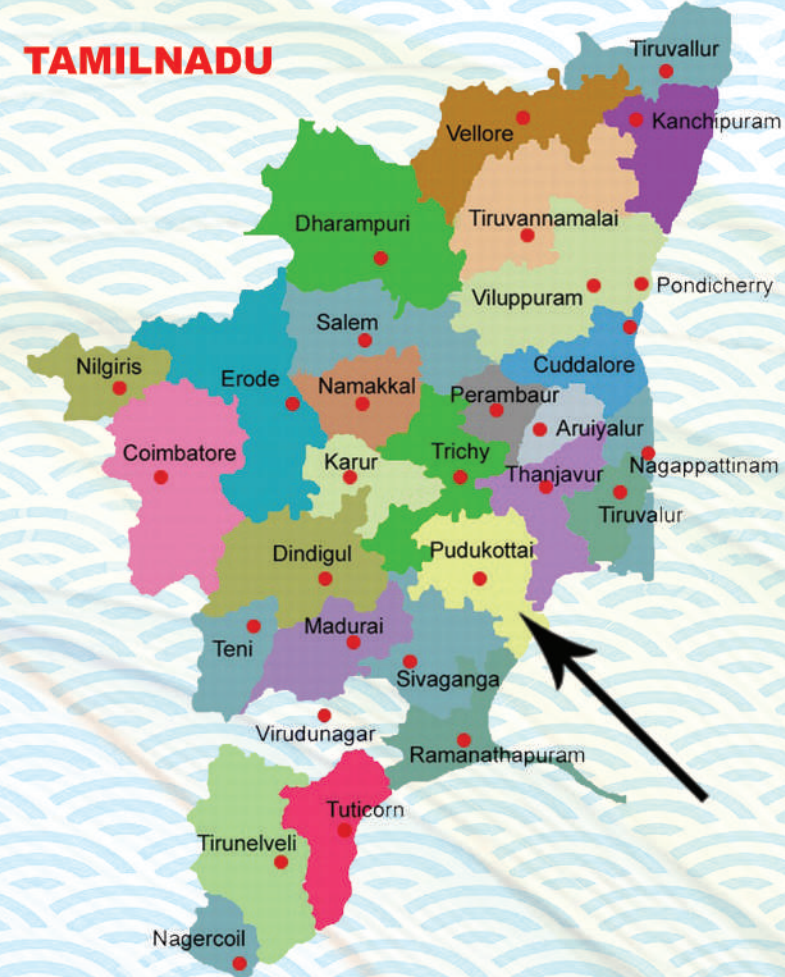 TAMILNADU
Tiruvallur
Vellore
Kanchipuram
Dharampuri
Tiruvannamalai
Viluppuram
Pondicherry
Salem
Cuddalore
Nilgiris
Erode
Namakkal
Perambaur
Aruiyalur
Coimbatore
Karur
Trichy
Thanjavur
Nagappattinam
Tiruvalur
Dindigul
Pudukottai
Teni
Madurai
Sivaganga
Virudunagar
Ramanathapuram
Tuticorn
Tirunelveli
Nagercoil